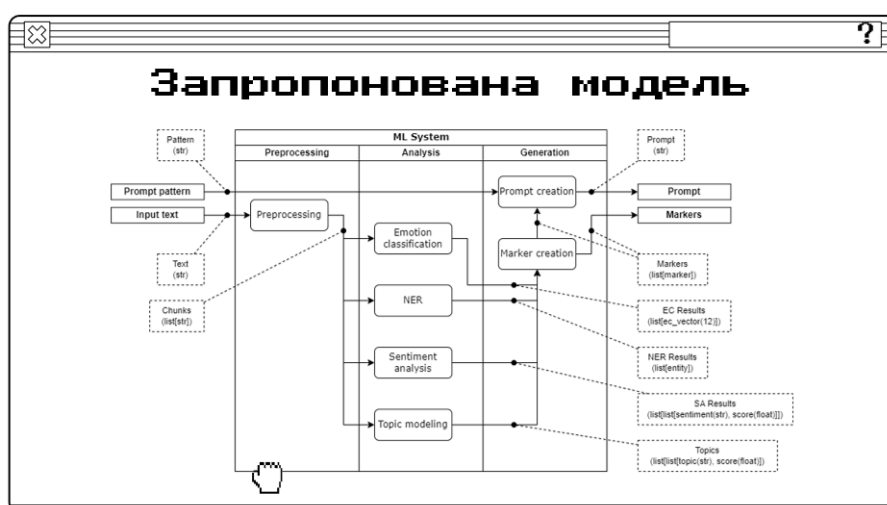 ?
Запропонована модель
ML System
Preprocessing
Analysis
Generation
Pattern
(str)
Prompt
(str)
Prompt pattern
Prompt creation
Prompt
Input text
Preprocessing
Markers
Emotion
classification
Marker creation
Text
(str)
Markers
(list[marker])
Chunks
(list[str])
NER
EC Results
(list[ec_vector(12)])
NER Results
(list[entity])
Sentiment
analysis
SA Results
(list[list[sentiment(str), score(float)]])
Topic modeling
Topics
(list[list[topic(str), score(float)])